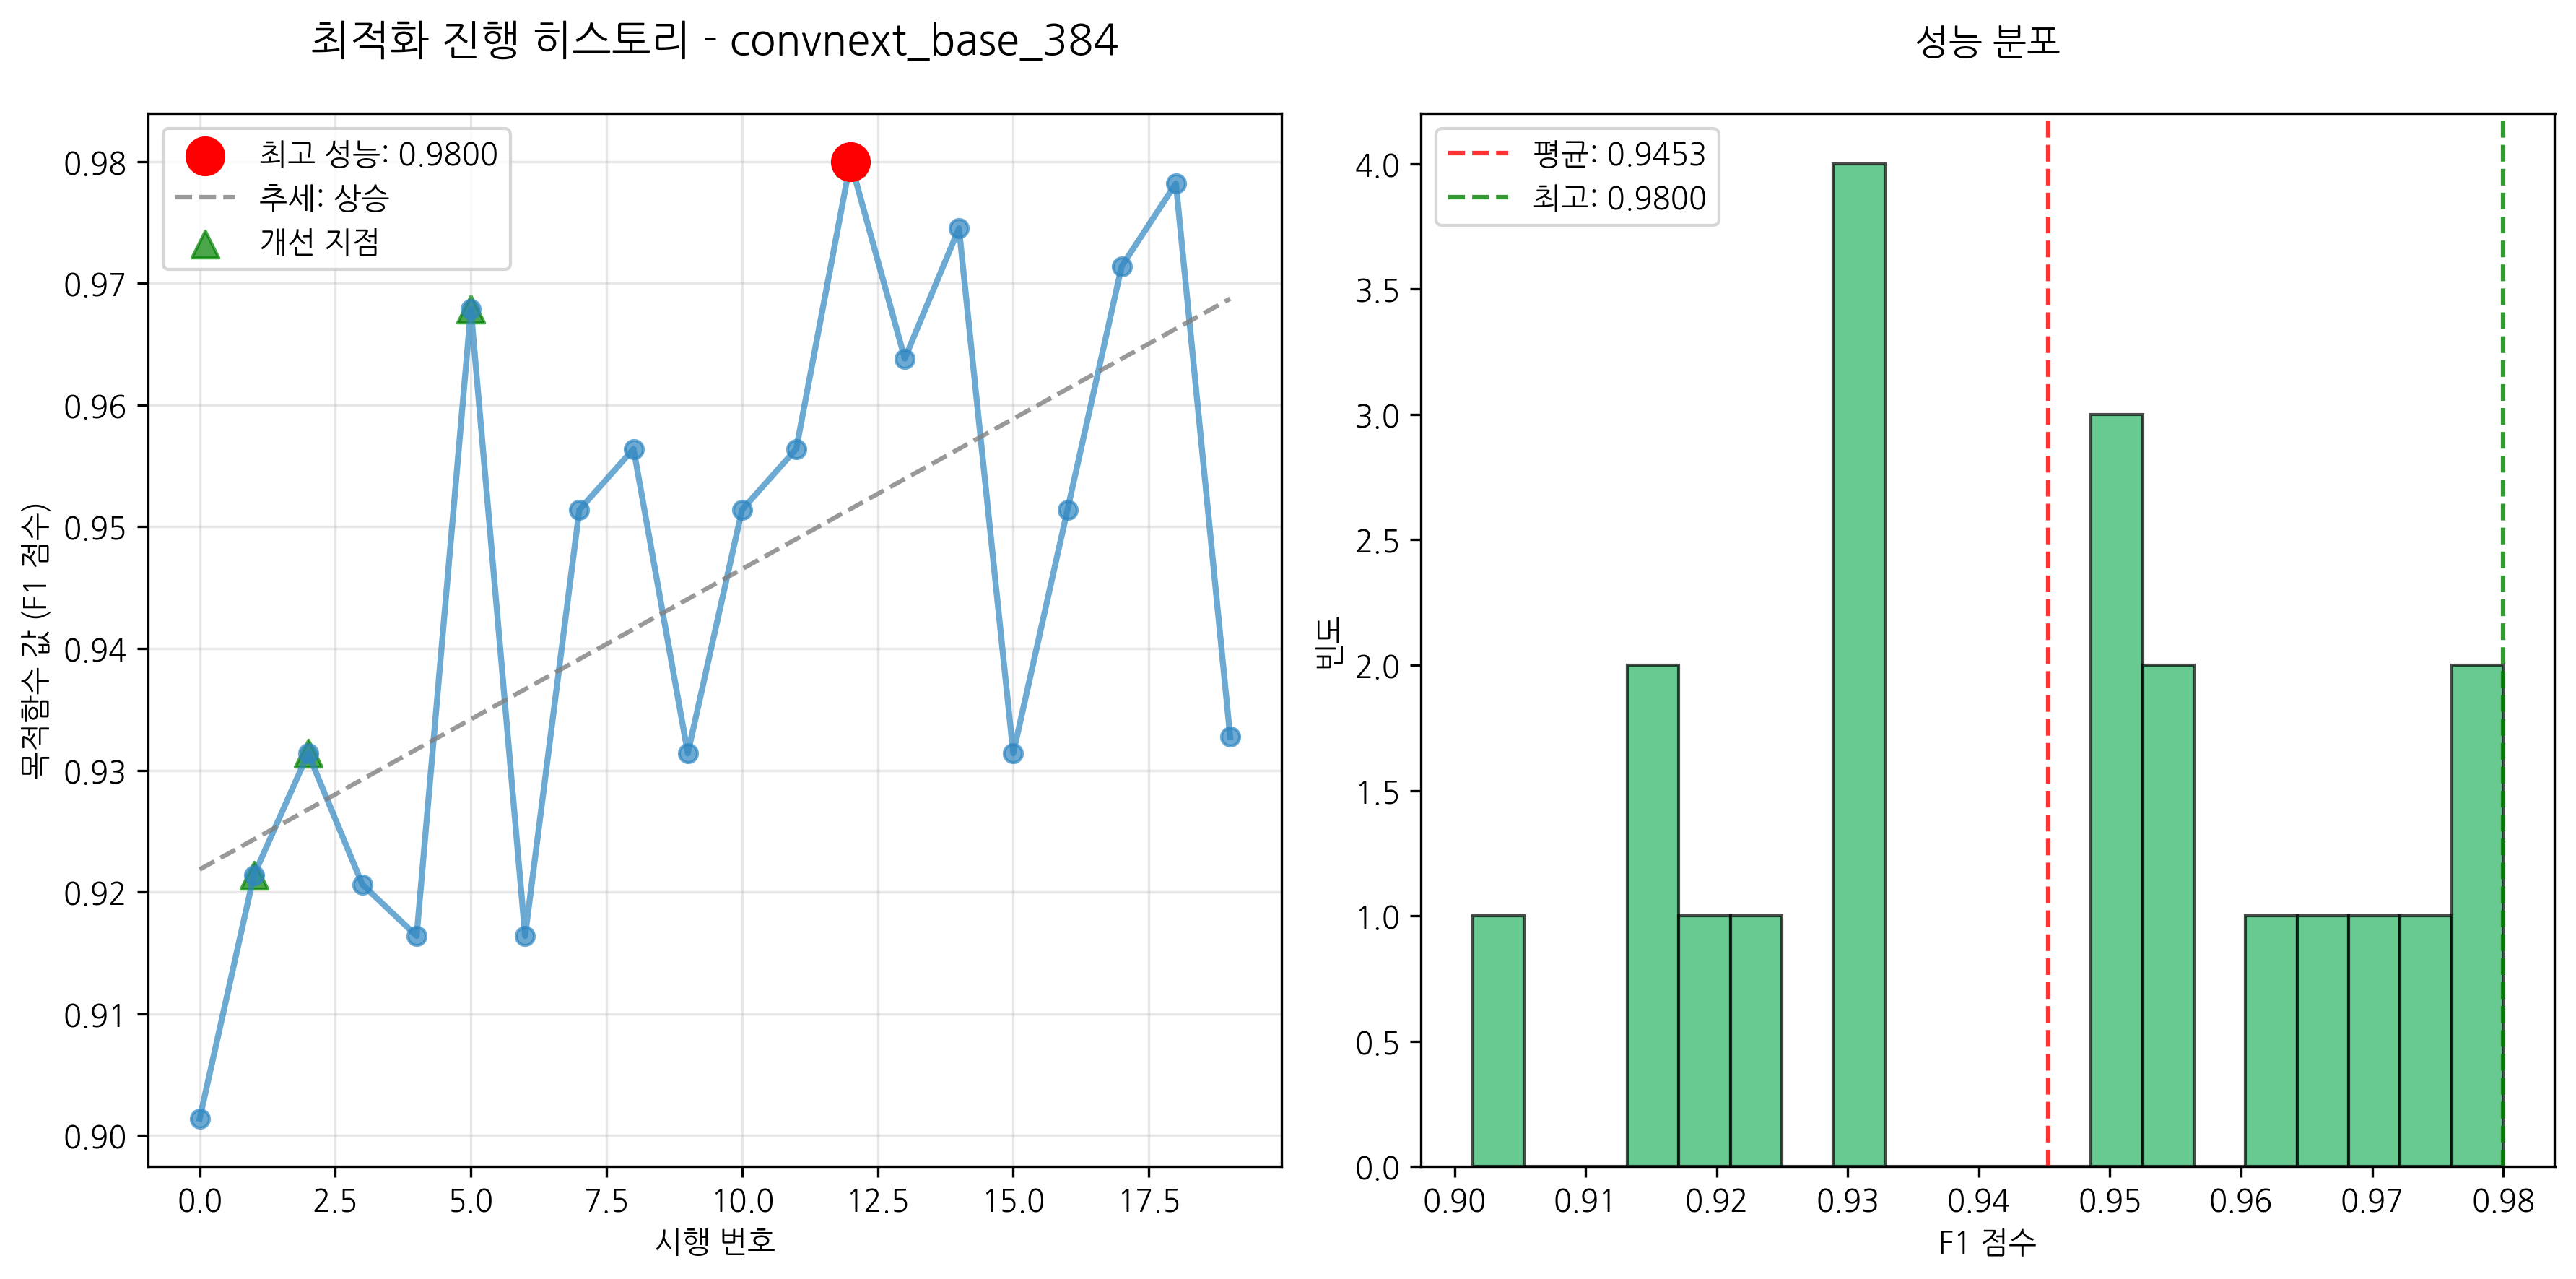 최적화 진행 히스토리 - convnext_base_384
최고 성능: 0.9800
추세: 상승
개선 지점
목적함수 값 (F1 점수)
0.98
0.97
0.96
0.95
0.94
0.93
0.92
0.91
0.90
0.0 2.5 5.0 7.5 10.0 12.5 15.0 17.5
시행 번호
성능 분포
평균: 0.9453
최고: 0.9800
빈도
4.0
3.5
3.0
2.5
2.0
1.5
1.0
0.5
0.0
0.90 0.91 0.92 0.93 0.94 0.95 0.96 0.97 0.98
F1 점수